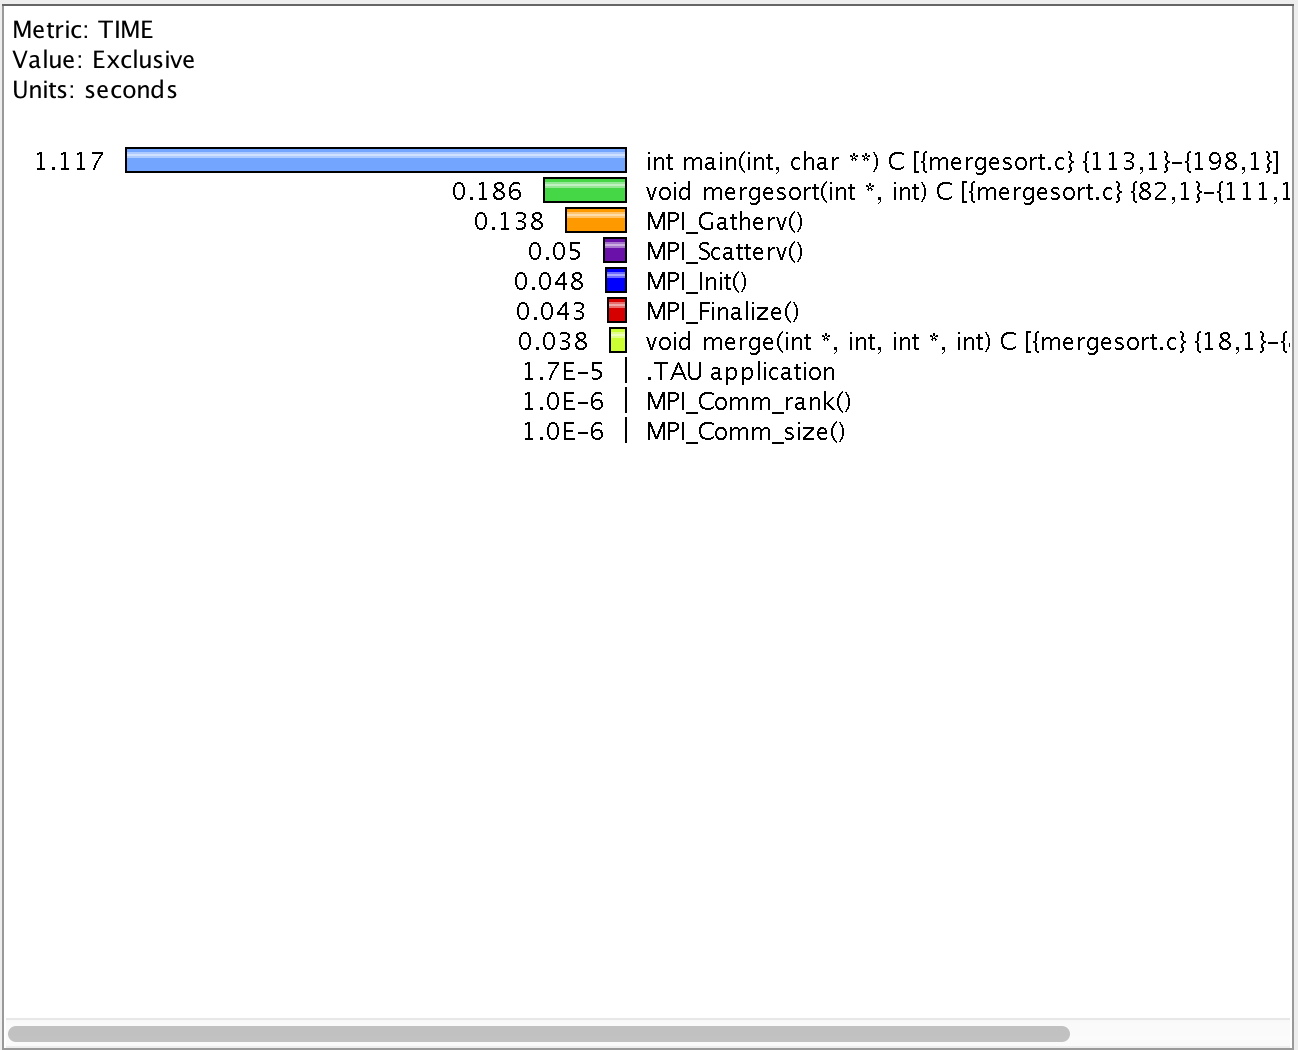 Metric: TIME
Value: Exclusive
Units: seconds
1.117 int main(int, char **) C [{mergesort.c} {113,1}-{198,1}]
0.186 void mergesort(int *, int) C [{mergesort.c} {82,1}-{111,1
0.138 MPI_Gatherv()
0.05 MPI_Scatterv()
0.048 MPI_Init()
0.043 MPI_Finalize()
0.038 void merge(int *, int, int *, int) C [{mergesort.c} {18,1}-{
1.7E-5 .TAU application
1.0E-6 MPI_Comm_rank()
1.0E-6 MPI_Comm_size()